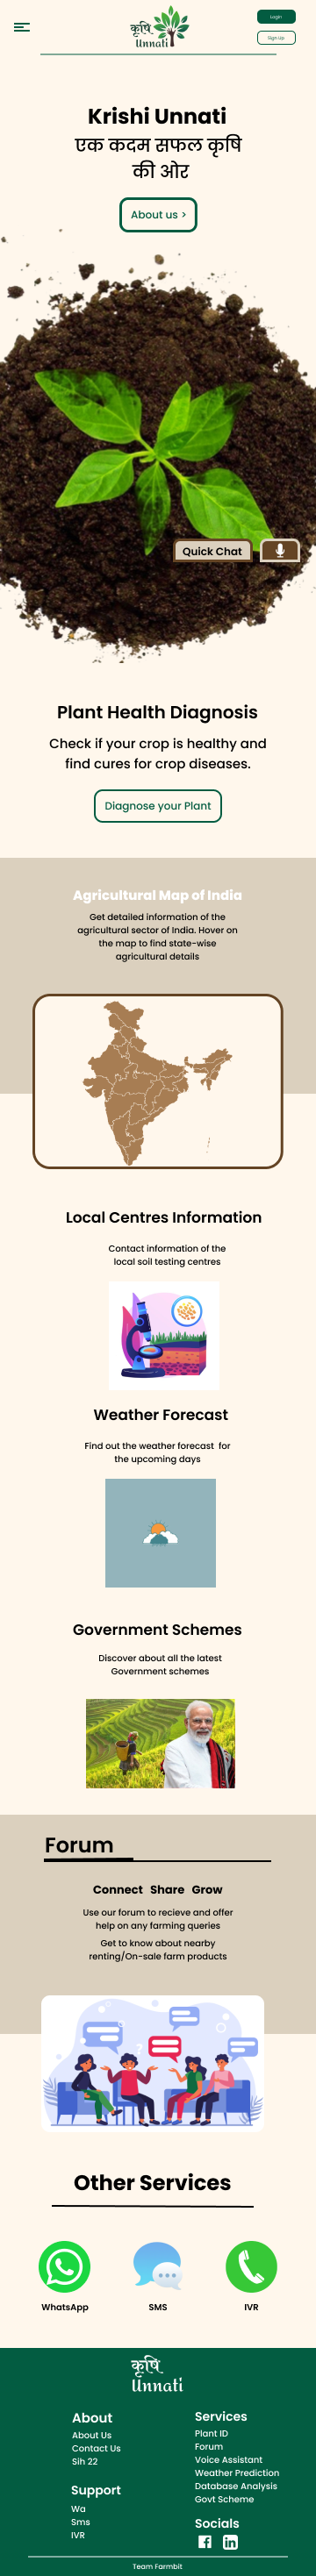 कृषि
Unnati
Login
Sign Up
Krishi Unnati
एक कदम सफल कृषि
की ओर
About us >
Quick Chat
Plant Health Diagnosis
Check if your crop is healthy and
find cures for crop diseases.
Diagnose your Plant
Agricultural Map of India
Get detailed information of the
agricultural sector of India. Hover on
the map to find state-wise
agricultural details
Local Centres Information
Contact information of the
local soil testing centres
Weather Forecast
Find out the weather forecast for
the upcoming days
Government Schemes
Discover about all the latest
Government schemes
Forum
Connect Share Grow
Use our forum to recieve and offer
help on any farming queries
Get to know about nearby
renting/On-sale farm products
Other Services
WhatsApp
SMS
IVR
कृषि
Unnati
About
About Us
Contact Us
Sih 22
Support
Wa
Sms
IVR
Services
Plant ID
Forum
Voice Assistant
Weather Prediction
Database Analysis
Govt Scheme
Socials
Team Farmbit